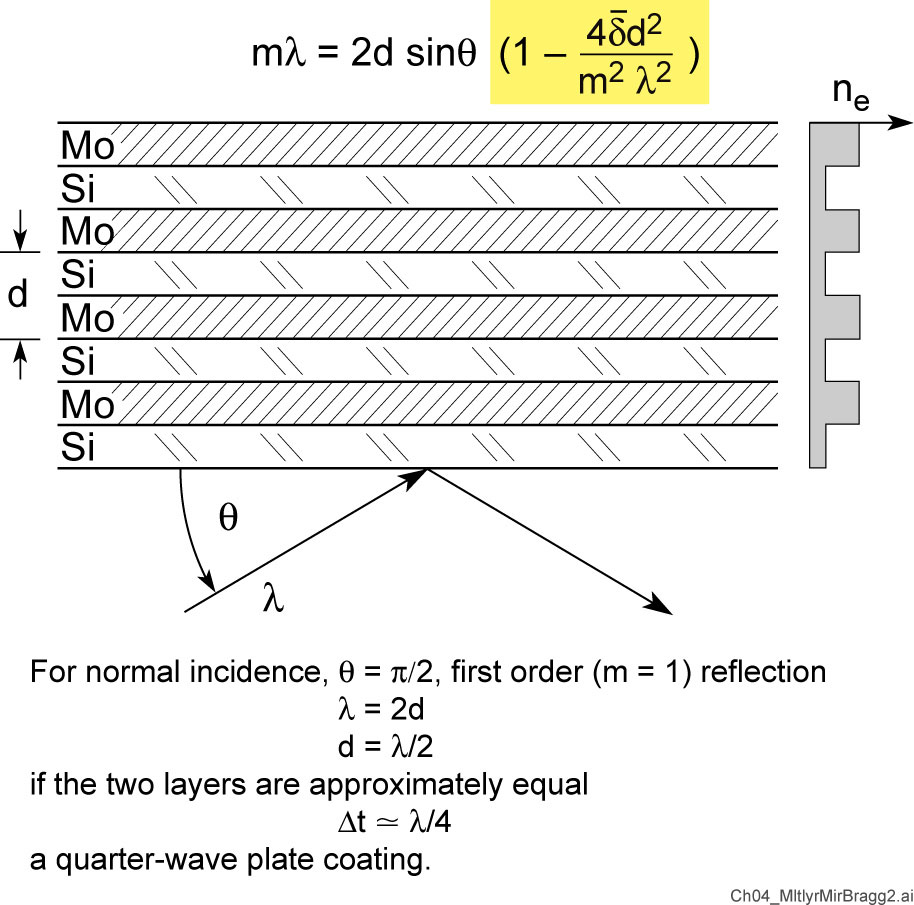 mλ = 2d sinθ (1 – 4δ̅d² / m² λ²)
nₑ
Mo
Si
Mo
Si
d
Mo
Si
Mo
Si
θ
λ
For normal incidence, θ = π/2, first order (m = 1) reflection
λ = 2d
d = λ/2
if the two layers are approximately equal
Δt ≃ λ/4
a quarter-wave plate coating.
Ch04_MltlyrMirBragg2.ai